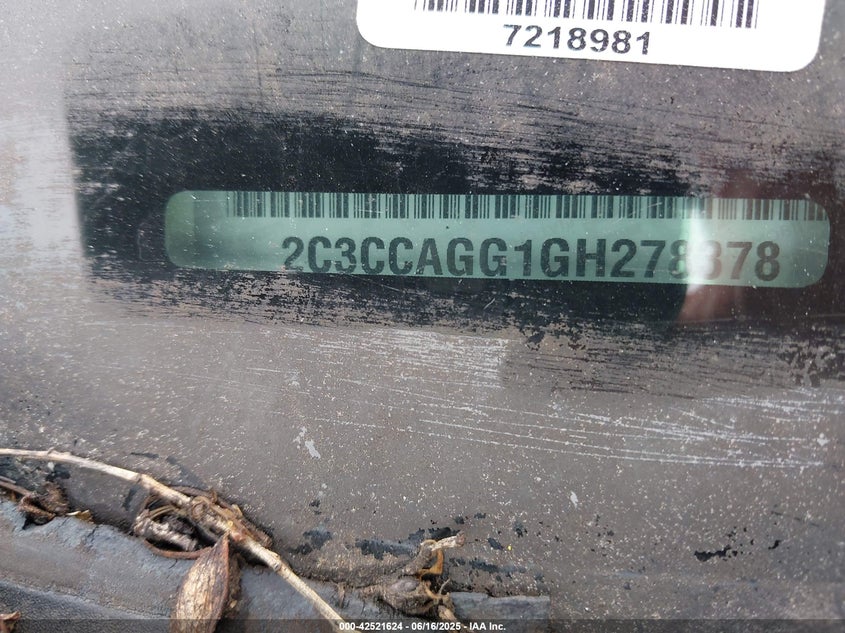 7218981
2C3CCAGG1GH278378
000-42521624 - 06/16/2025 - IAA Inc.